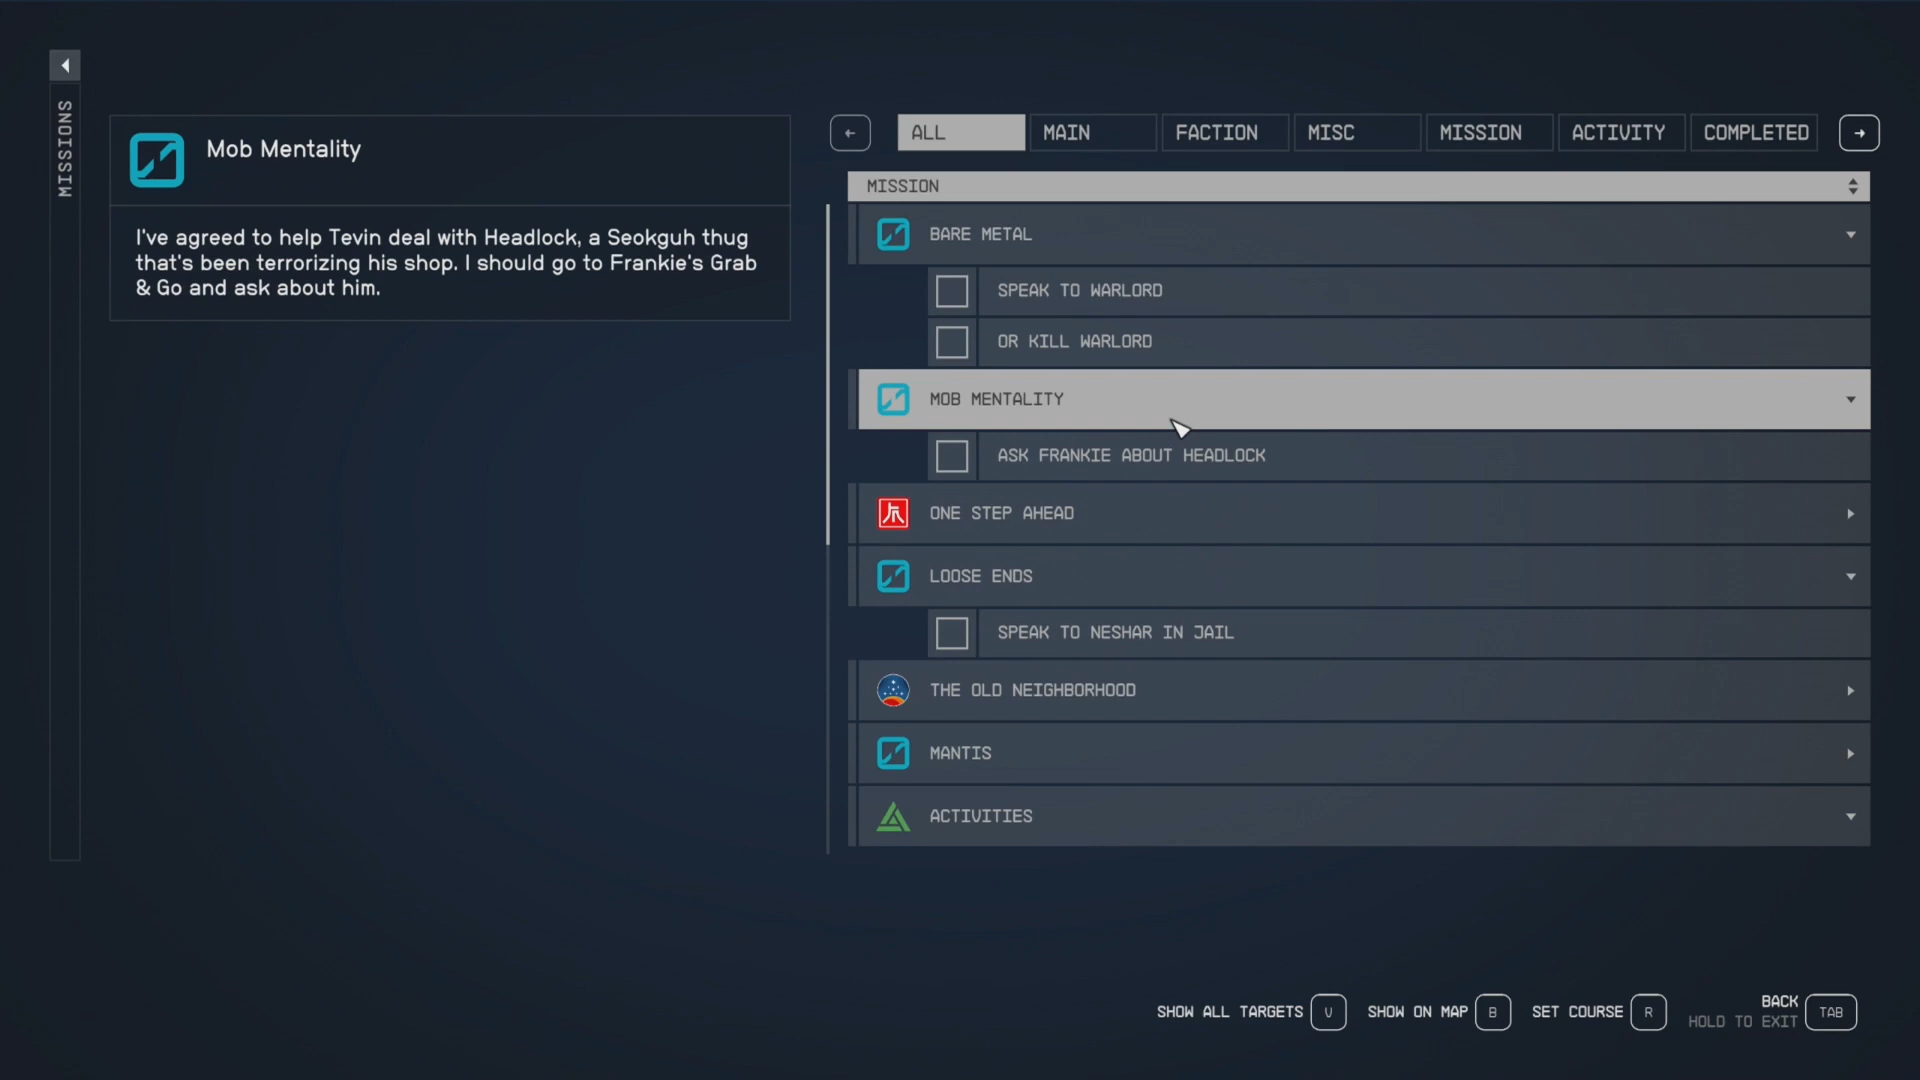 MISSIONS
Mob Mentality
I've agreed to help Tevin deal with Headlock, a Seokguh thug
that's been terrorizing his shop. I should go to Frankie's Grab
& Go and ask about him.
ALL MAIN FACTION MISC MISSION ACTIVITY COMPLETED
MISSION
BARE METAL
SPEAK TO WARLORD
OR KILL WARLORD
MOB MENTALITY
ASK FRANKIE ABOUT HEADLOCK
ONE STEP AHEAD
LOOSE ENDS
SPEAK TO NESHAR IN JAIL
THE OLD NEIGHBORHOOD
MANTIS
ACTIVITIES
SHOW ALL TARGETS V SHOW ON MAP B SET COURSE R BACK TAB
HOLD TO EXIT